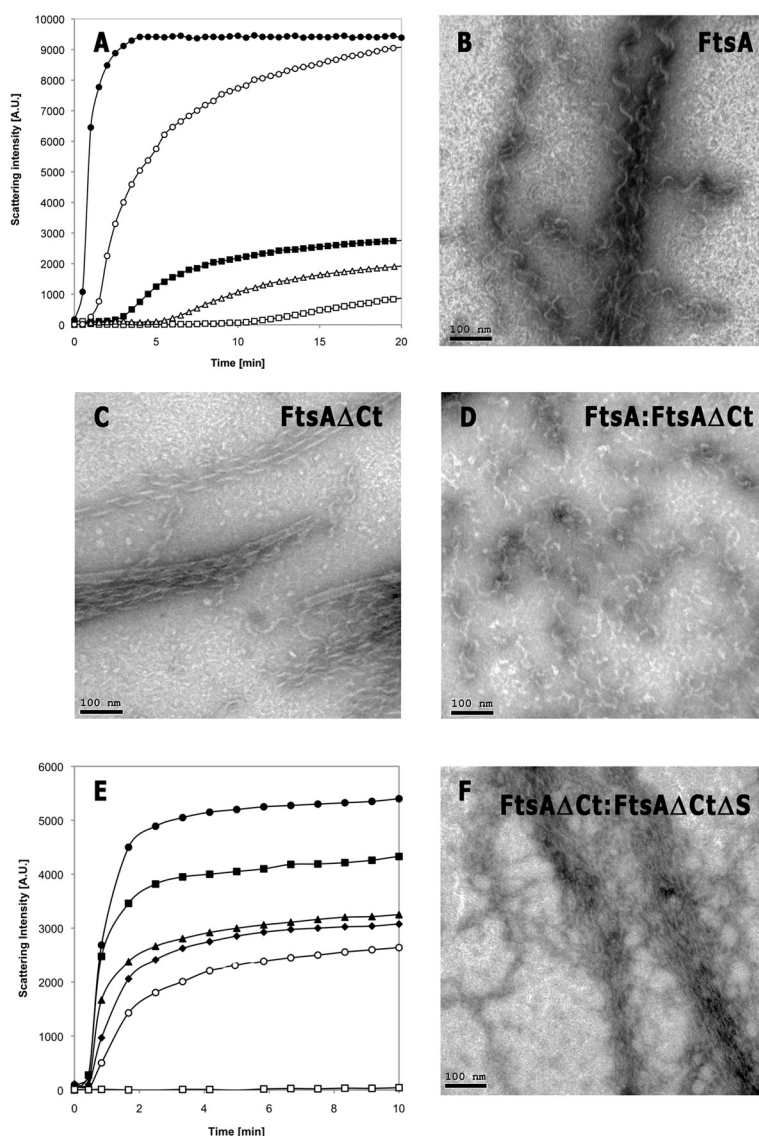 A
Scattering intensity [A.U.]
10000
9000
8000
7000
6000
5000
4000
3000
2000
1000
0
0 5 10 15 20
Time [min]
B FtsA
100 nm
C FtsAΔCt
100 nm
D FtsA:FtsAΔCt
100 nm
E
Scattering Intensity [A.U.]
6000
5000
4000
3000
2000
1000
0
0 2 4 6 8 10
Time [min]
F
FtsAΔCt:FtsAΔCtΔS
100 nm